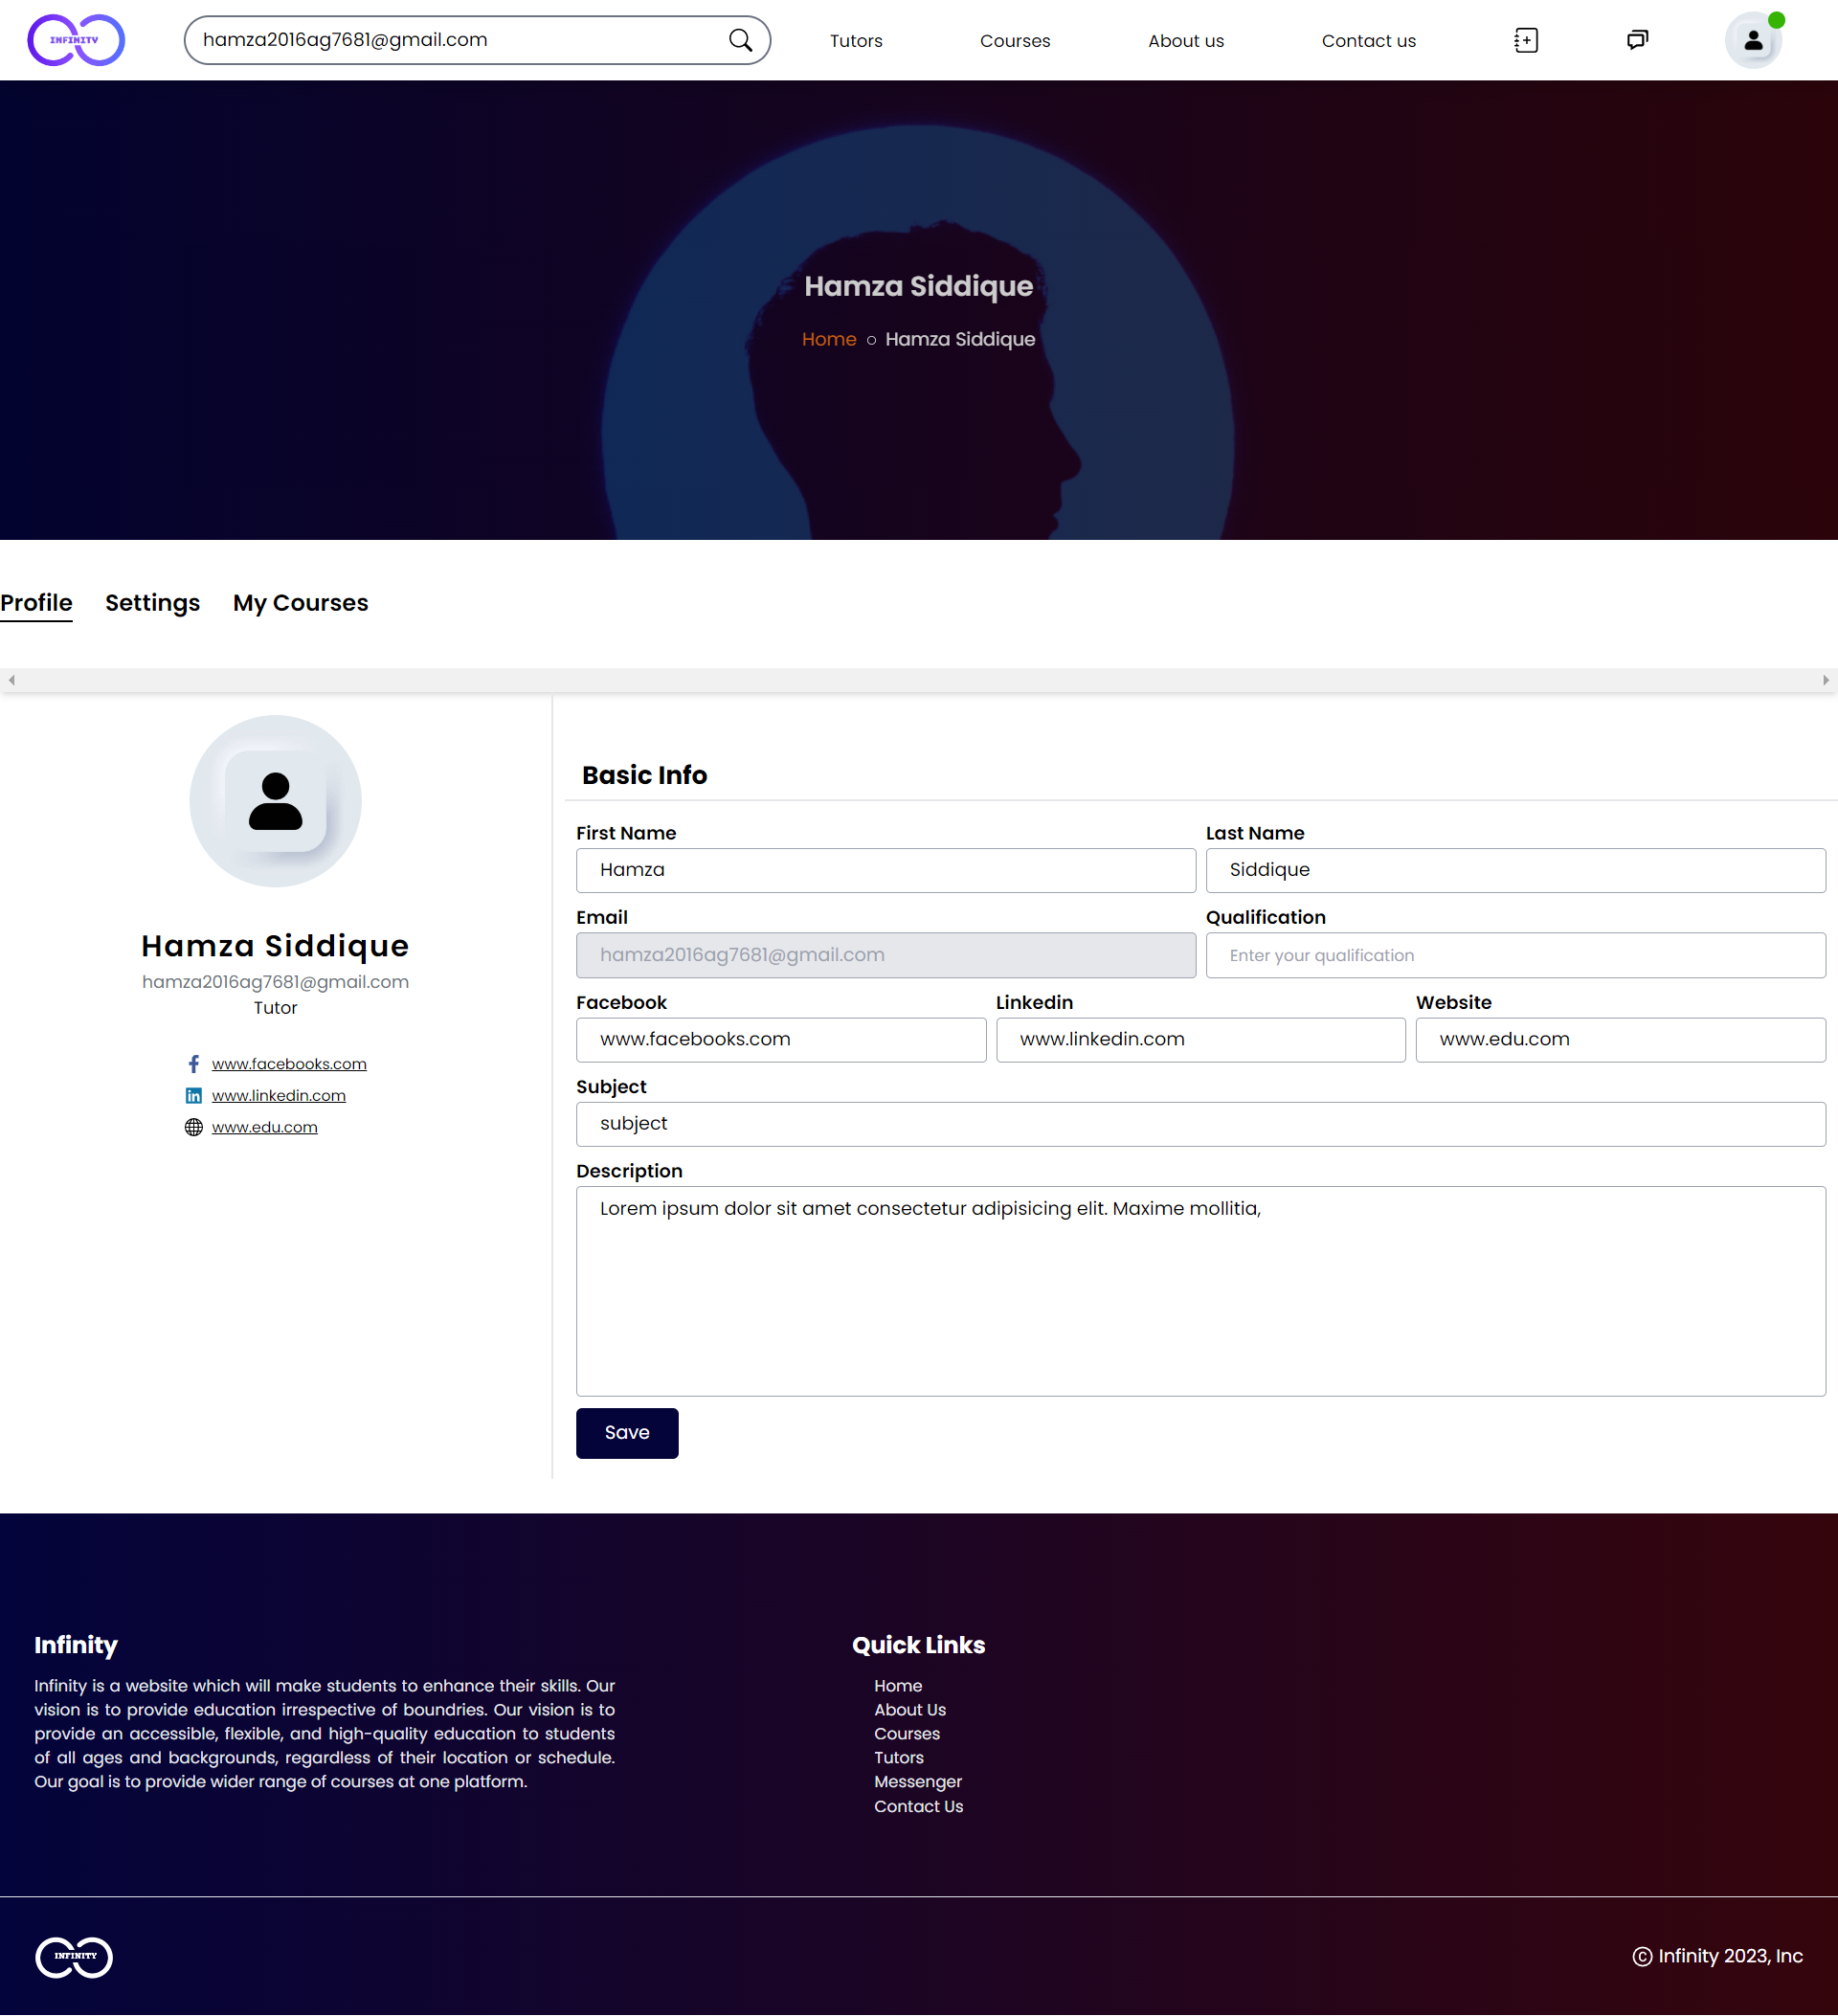 INFINITY
hamza2016ag7681@gmail.com
Tutors
Courses
About us
Contact us
Hamza Siddique
Home ○ Hamza Siddique
Profile
Settings
My Courses
Hamza Siddique
hamza2016ag7681@gmail.com
Tutor
www.facebooks.com
www.linkedin.com
www.edu.com
Basic Info
First Name
Hamza
Last Name
Siddique
Email
hamza2016ag7681@gmail.com
Qualification
Enter your qualification
Facebook
www.facebooks.com
Linkedin
www.linkedin.com
Website
www.edu.com
Subject
subject
Description
Lorem ipsum dolor sit amet consectetur adipisicing elit. Maxime mollitia,
Save
Infinity
Infinity is a website which will make students to enhance their skills. Our
vision is to provide education irrespective of boundries. Our vision is to
provide an accessible, flexible, and high-quality education to students
of all ages and backgrounds, regardless of their location or schedule.
Our goal is to provide wider range of courses at one platform.
Quick Links
Home
About Us
Courses
Tutors
Messenger
Contact Us
INFINITY
© Infinity 2023, Inc